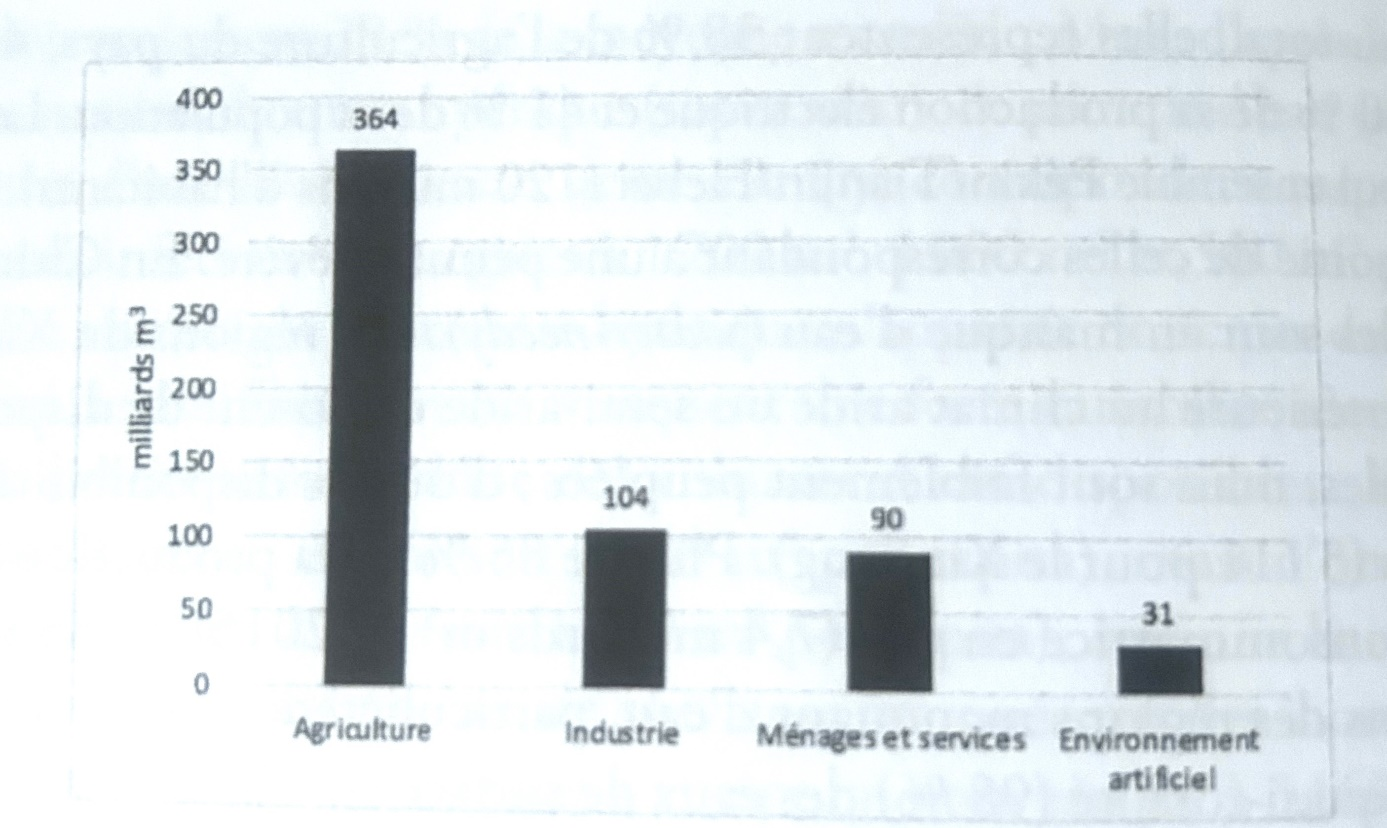 400
364
350
300
250
200
150
100
50
0
milliards m³
104
90
31
Agriculture
Industrie
Ménages et services
Environnement
artificiel